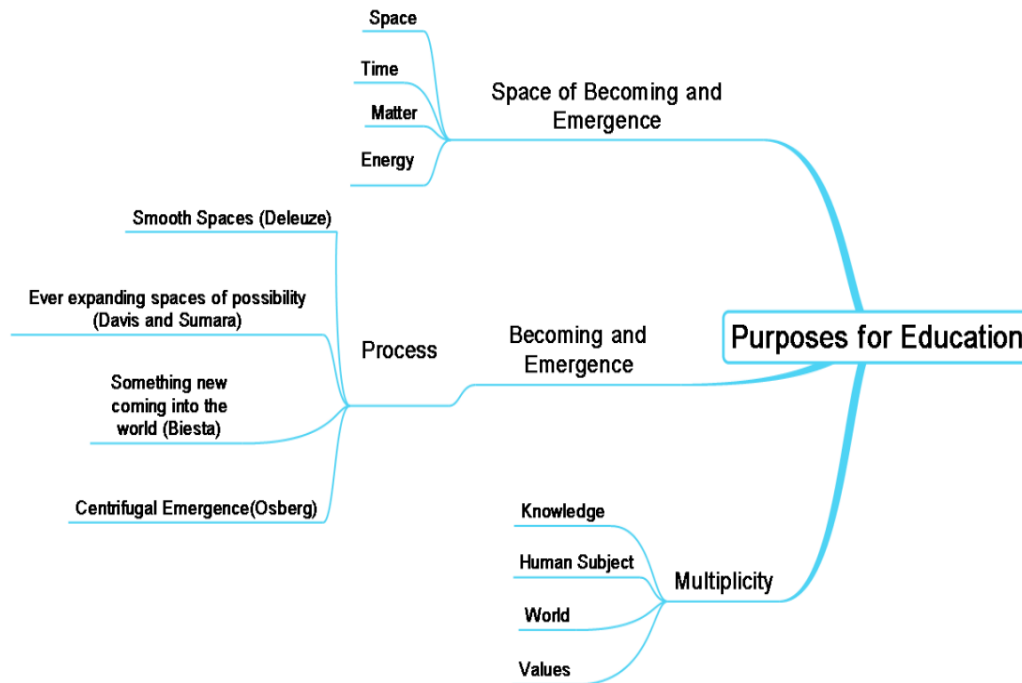 Space
Time
Matter
Energy
Space of Becoming and
Emergence
Smooth Spaces (Deleuze)
Ever expanding spaces of possibility
(Davis and Sumara)
Something new
coming into the
world (Biesta)
Centrifugal Emergence(Osberg)
Process
Becoming and
Emergence
Purposes for Education
Knowledge
Human Subject
World
Values
Multiplicity